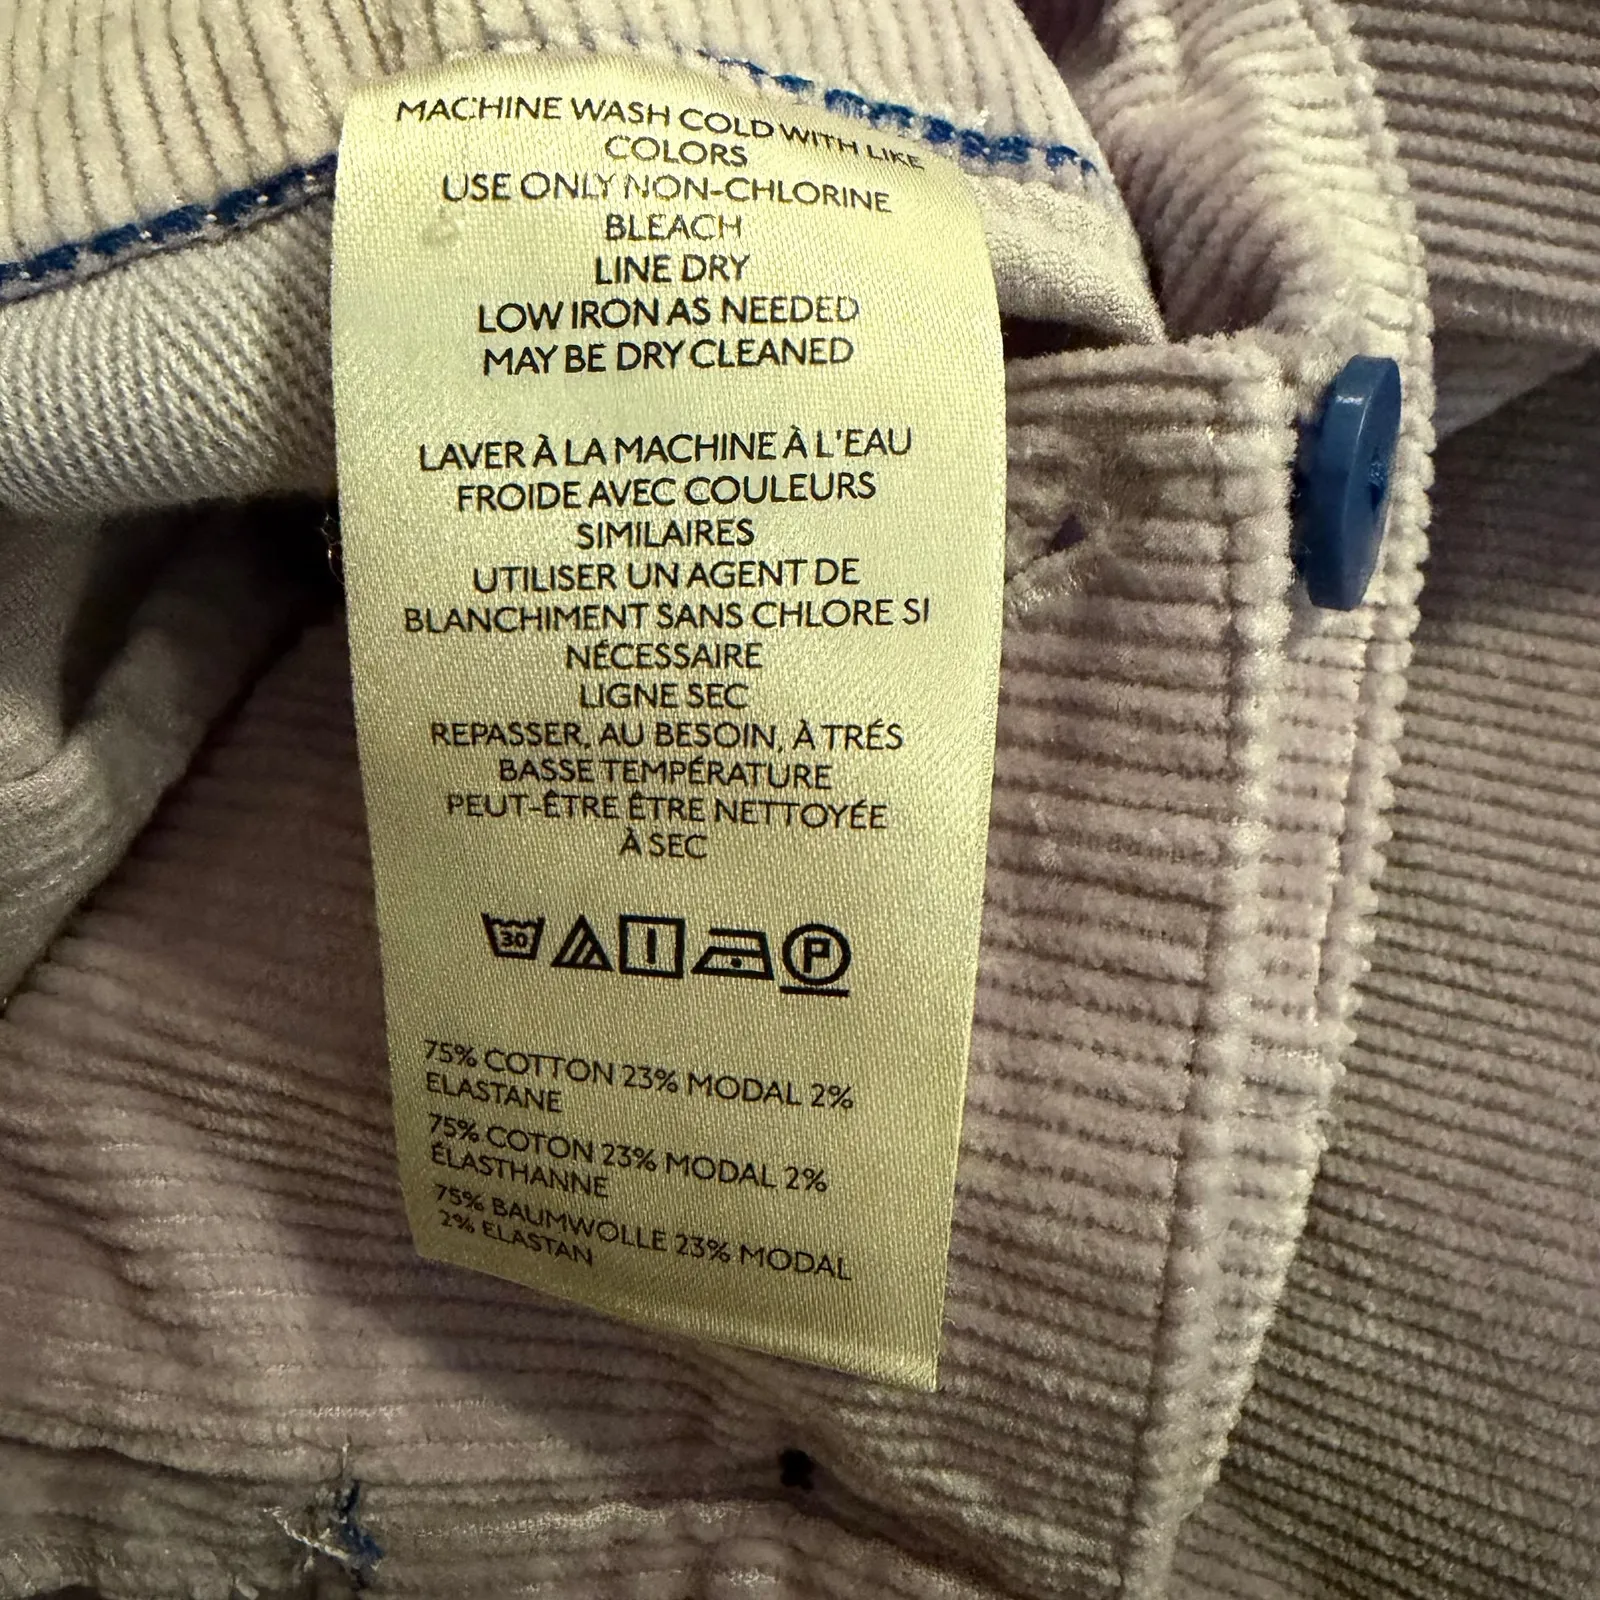 MACHINE WASH COLD WITH LIKE
COLORS
USE ONLY NON-CHLORINE
BLEACH
LINE DRY
LOW IRON AS NEEDED
MAY BE DRY CLEANED
LAVER À LA MACHINE À L'EAU
FROIDE AVEC COULEURS
SIMILAIRES
UTILISER UN AGENT DE
BLANCHIMENT SANS CHLORE SI
NÉCESSAIRE
LIGNE SEC
REPASSER, AU BESOIN, À TRÉS
BASSE TEMPÉRATURE
PEUT-ÊTRE ÊTRE NETTOYÉE
À SEC
30 P
75% COTTON 23% MODAL 2%
ELASTANE
75% COTON 23% MODAL 2%
ÉLASTHANNE
75% BAUMWOLLE 23% MODAL
2% ELASTAN